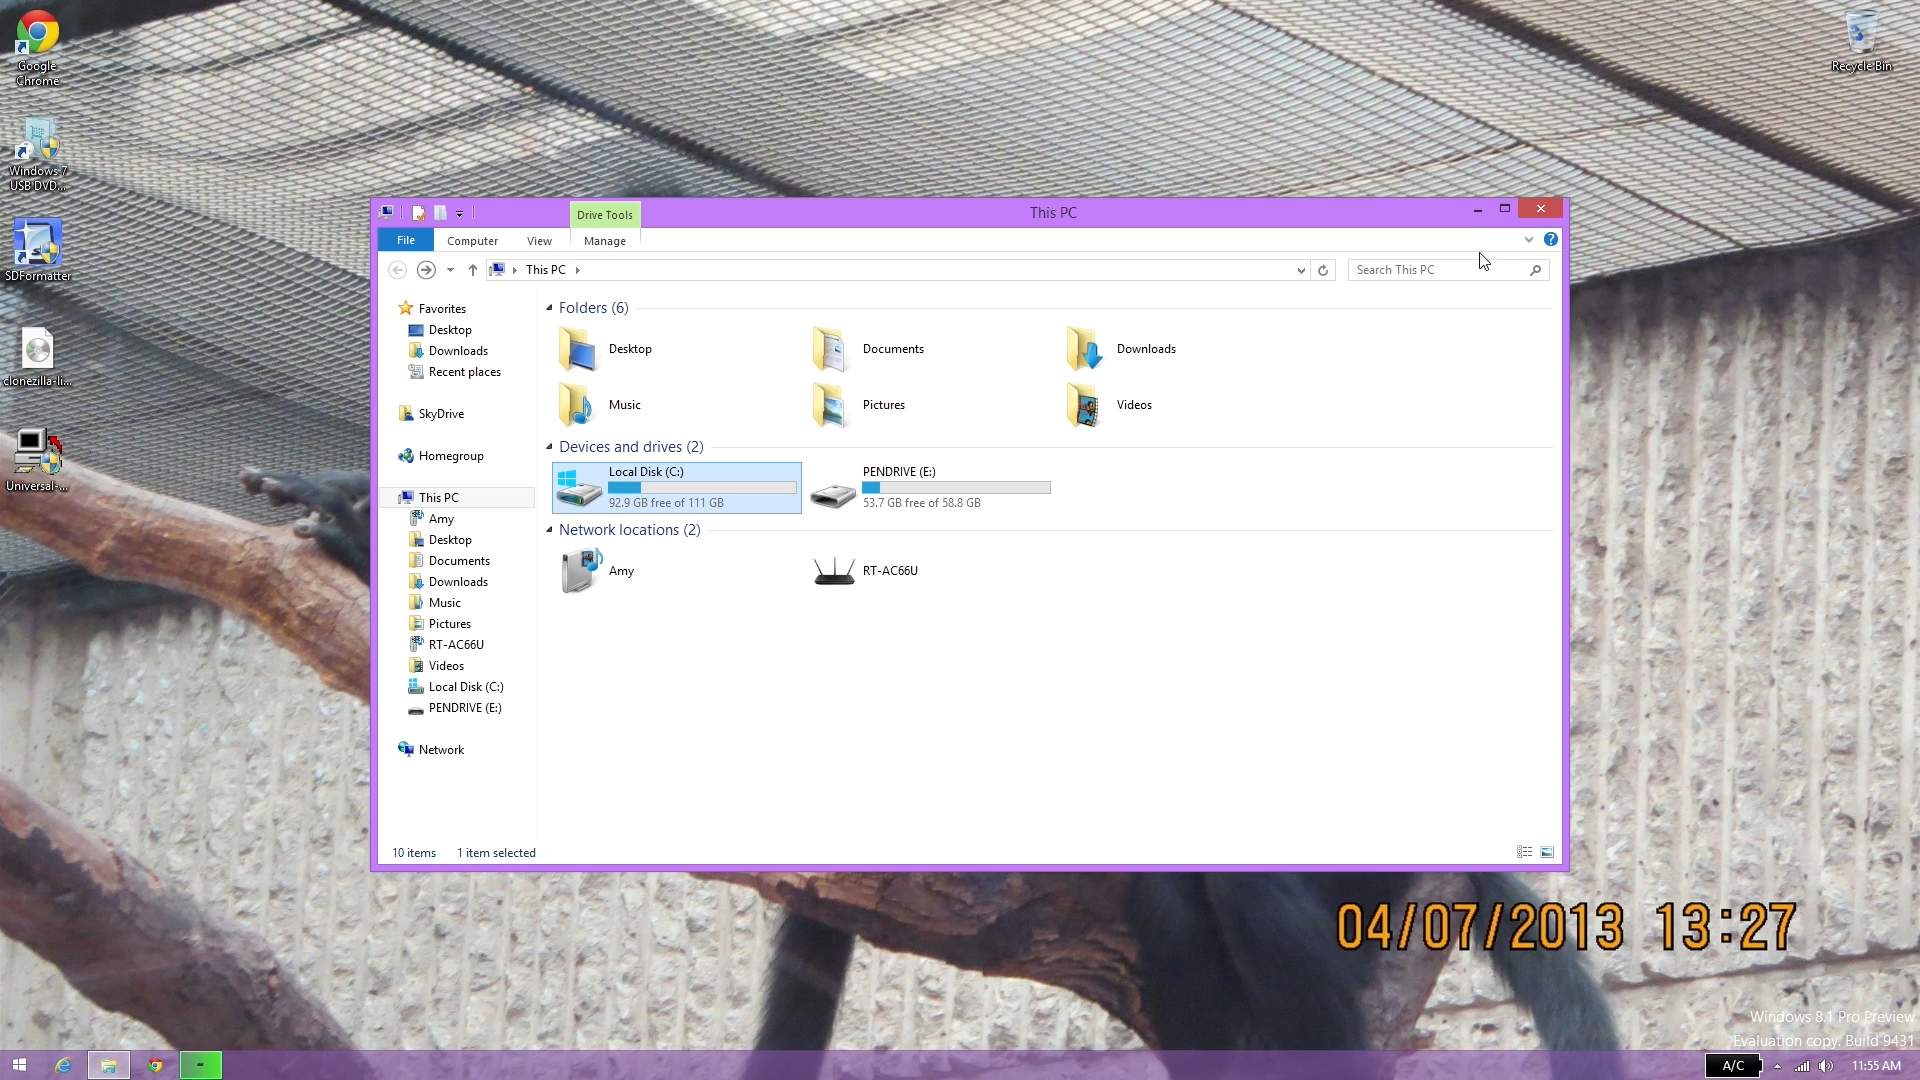 Google
Chrome
Windows 7
USB DVD...
SDFormatter
clonezilla-li...
Universal-...
Recycle Bin
Drive Tools
This PC
File
Computer
View
Manage
This PC
Search This PC
Favorites
Desktop
Downloads
Recent places
SkyDrive
Homegroup
This PC
Amy
Desktop
Documents
Downloads
Music
Pictures
RT-AC66U
Videos
Local Disk (C:)
PENDRIVE (E:)
Network
Folders (6)
Desktop
Documents
Downloads
Music
Pictures
Videos
Devices and drives (2)
Local Disk (C:)
92.9 GB free of 111 GB
PENDRIVE (E:)
53.7 GB free of 58.8 GB
Network locations (2)
Amy
RT-AC66U
10 items
1 item selected
04/07/2013 13:27
Windows 8.1 Pro Preview
Evaluation copy. Build 9431
A/C
11:55 AM